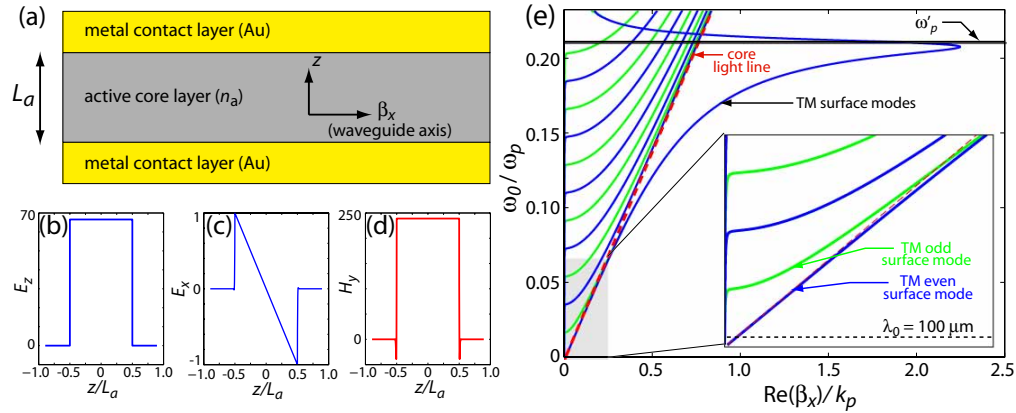 (a)
metal contact layer (Au)
L_a
active core layer (n_a)
z
β_x
(waveguide axis)
metal contact layer (Au)
(b)
70
0
E_z
-1.0 -0.5 0 0.5 1.0
z/L_a
(c)
1
0
-1
E_x
-1.0 -0.5 0 0.5 1.0
z/L_a
(d)
250
0
H_y
-1.0 -0.5 0 0.5 1.0
z/L_a
(e)
ω'_p
core
light line
TM surface modes
0.20
0.15
0.10
0.05
0
ω_0/ω_p
TM odd
surface mode
TM even
surface mode
λ_0 = 100 μm
0 0.5 1.0 1.5 2.0 2.5
Re(β_x)/k_p